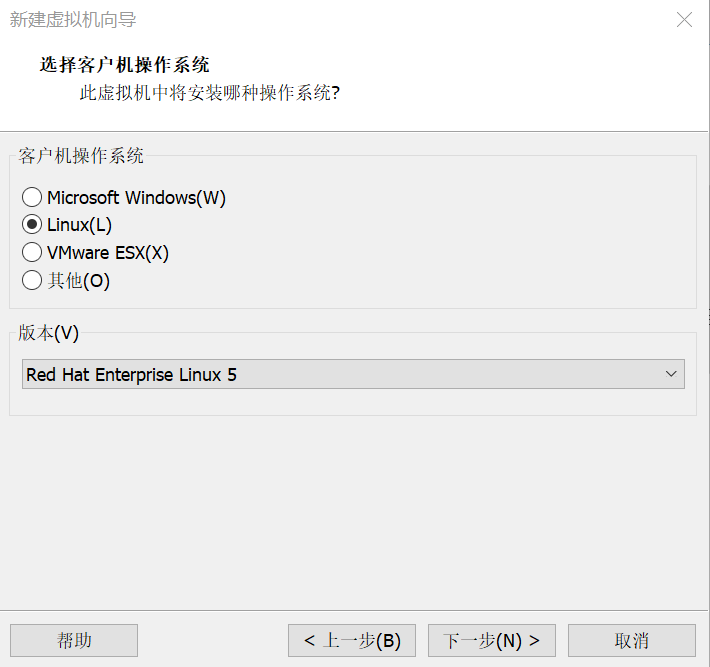 新建虚拟机向导
选择客户机操作系统
此虚拟机中将安装哪种操作系统?
客户机操作系统
Microsoft Windows(W)
Linux(L)
VMware ESX(X)
其他(O)
版本(V)
Red Hat Enterprise Linux 5
帮助
< 上一步(B)
下一步(N) >
取消